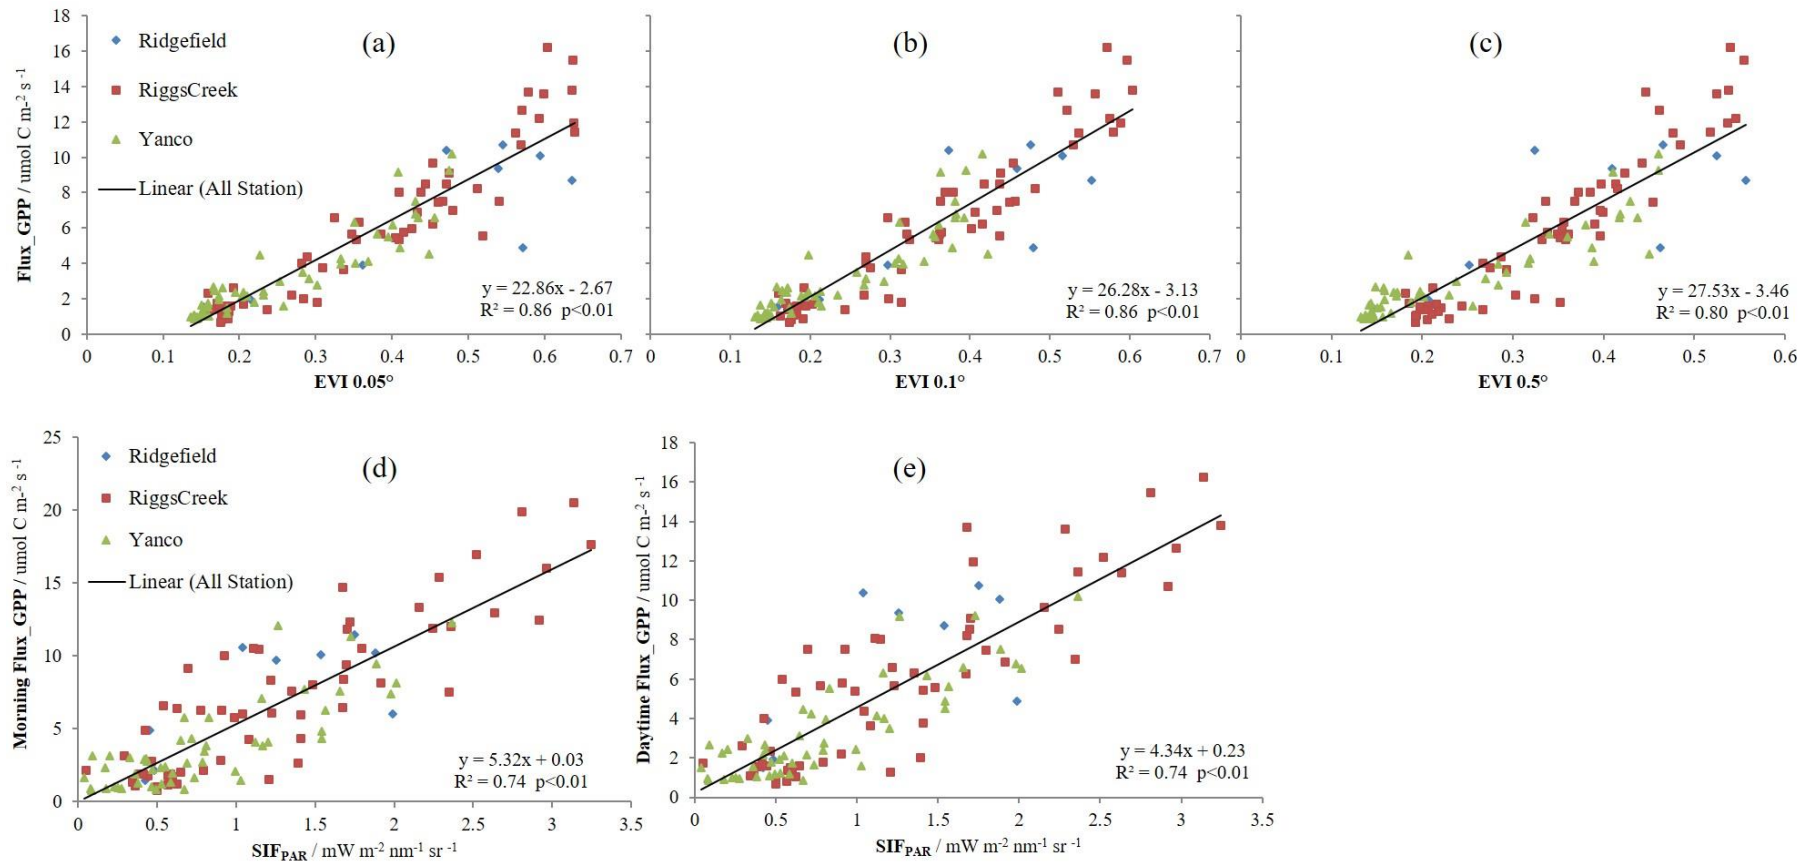 18
16
14
12
10
8
6
4
2
0
Flux_GPP / umol C m-² s -¹
Ridgefield
RiggsCreek
Yanco
Linear (All Station)
(a)
y = 22.86x - 2.67
R² = 0.86 p<0.01
0 0.1 0.2 0.3 0.4 0.5 0.6 0.7
EVI 0.05°
(b)
y = 26.28x - 3.13
R² = 0.86 p<0.01
0 0.1 0.2 0.3 0.4 0.5 0.6 0.7
EVI 0.1°
(c)
y = 27.53x - 3.46
R² = 0.80 p<0.01
0 0.1 0.2 0.3 0.4 0.5 0.6
EVI 0.5°
25
20
15
10
5
0
Morning Flux_GPP / umol C m-² s -¹
Ridgefield
RiggsCreek
Yanco
Linear (All Station)
(d)
y = 5.32x + 0.03
R² = 0.74 p<0.01
0 0.5 1 1.5 2 2.5 3 3.5
SIFPAR / mW m-² nm-¹ sr -¹
18
16
14
12
10
8
6
4
2
0
Daytime Flux_GPP / umol C m-² s -¹
(e)
y = 4.34x + 0.23
R² = 0.74 p<0.01
0 0.5 1 1.5 2 2.5 3 3.5
SIFPAR / mW m-² nm-¹ sr -¹